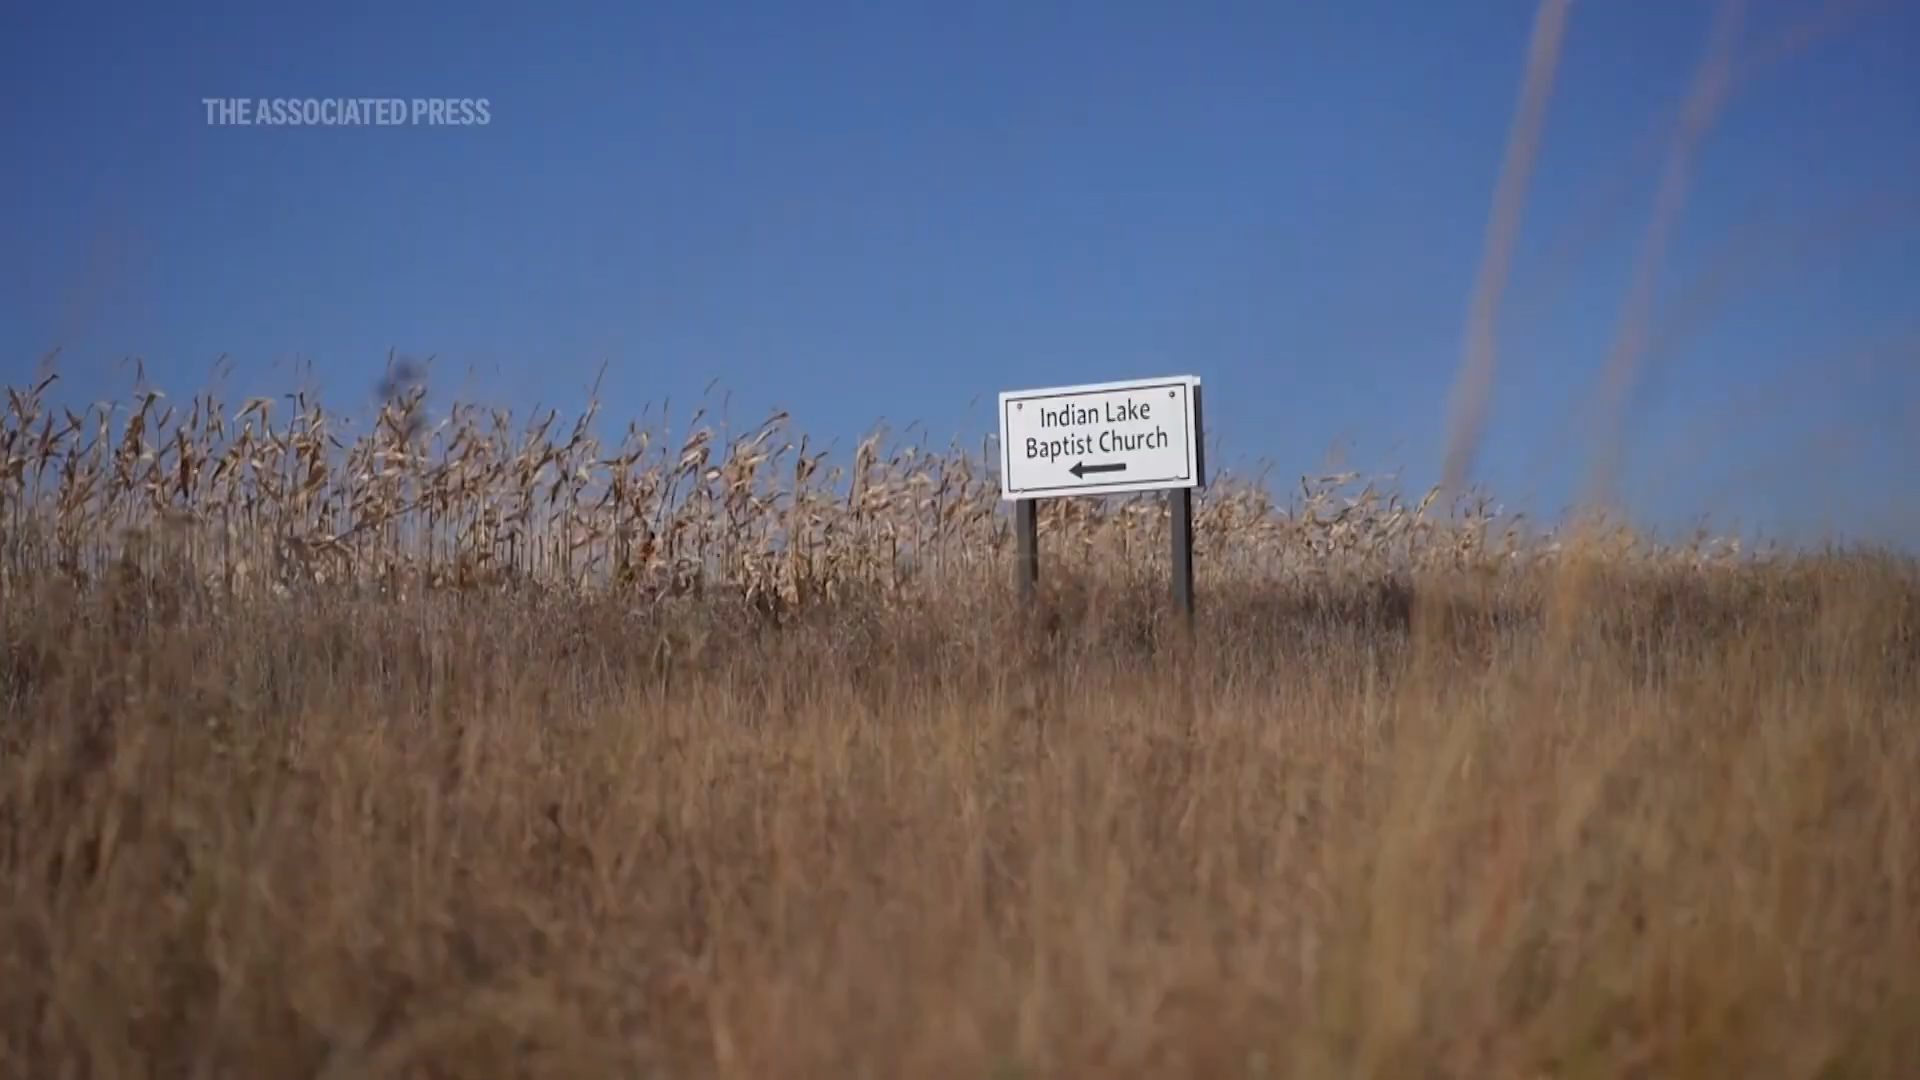 THE ASSOCIATED PRESS
Indian Lake
Baptist Church